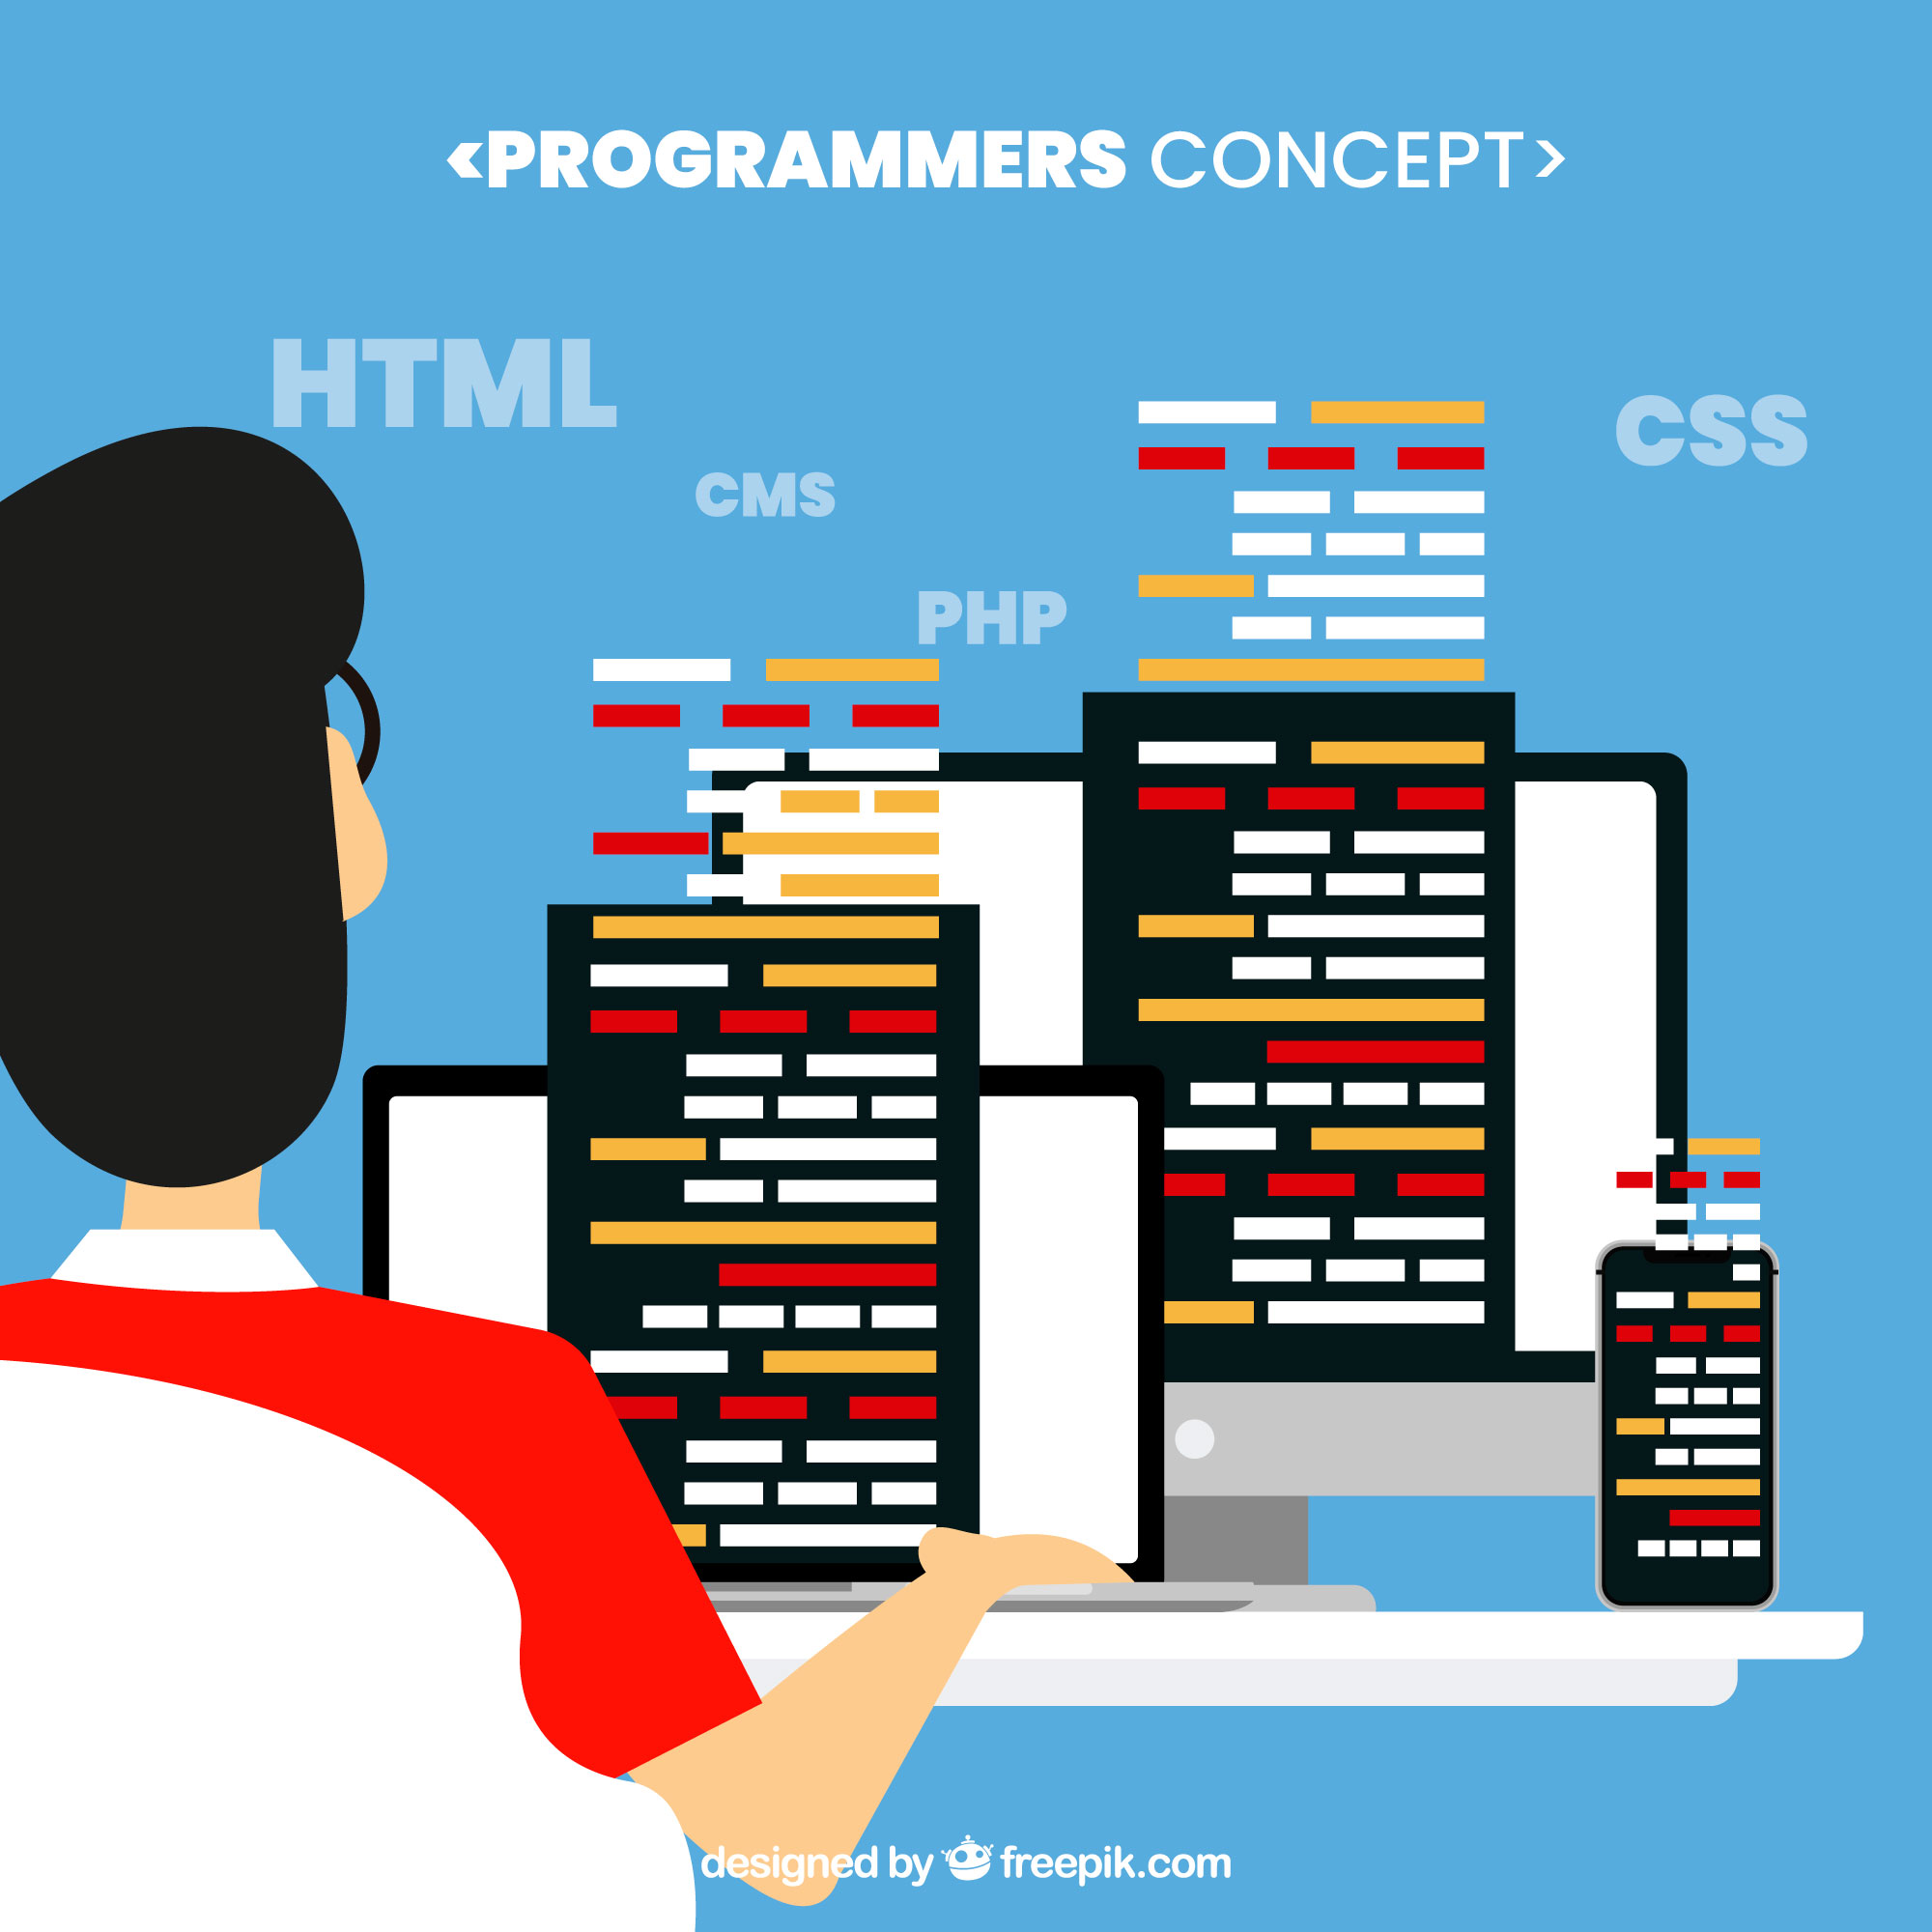 <PROGRAMMERS CONCEPT>
HTML
CSS
CMS
PHP
designed by freepik.com